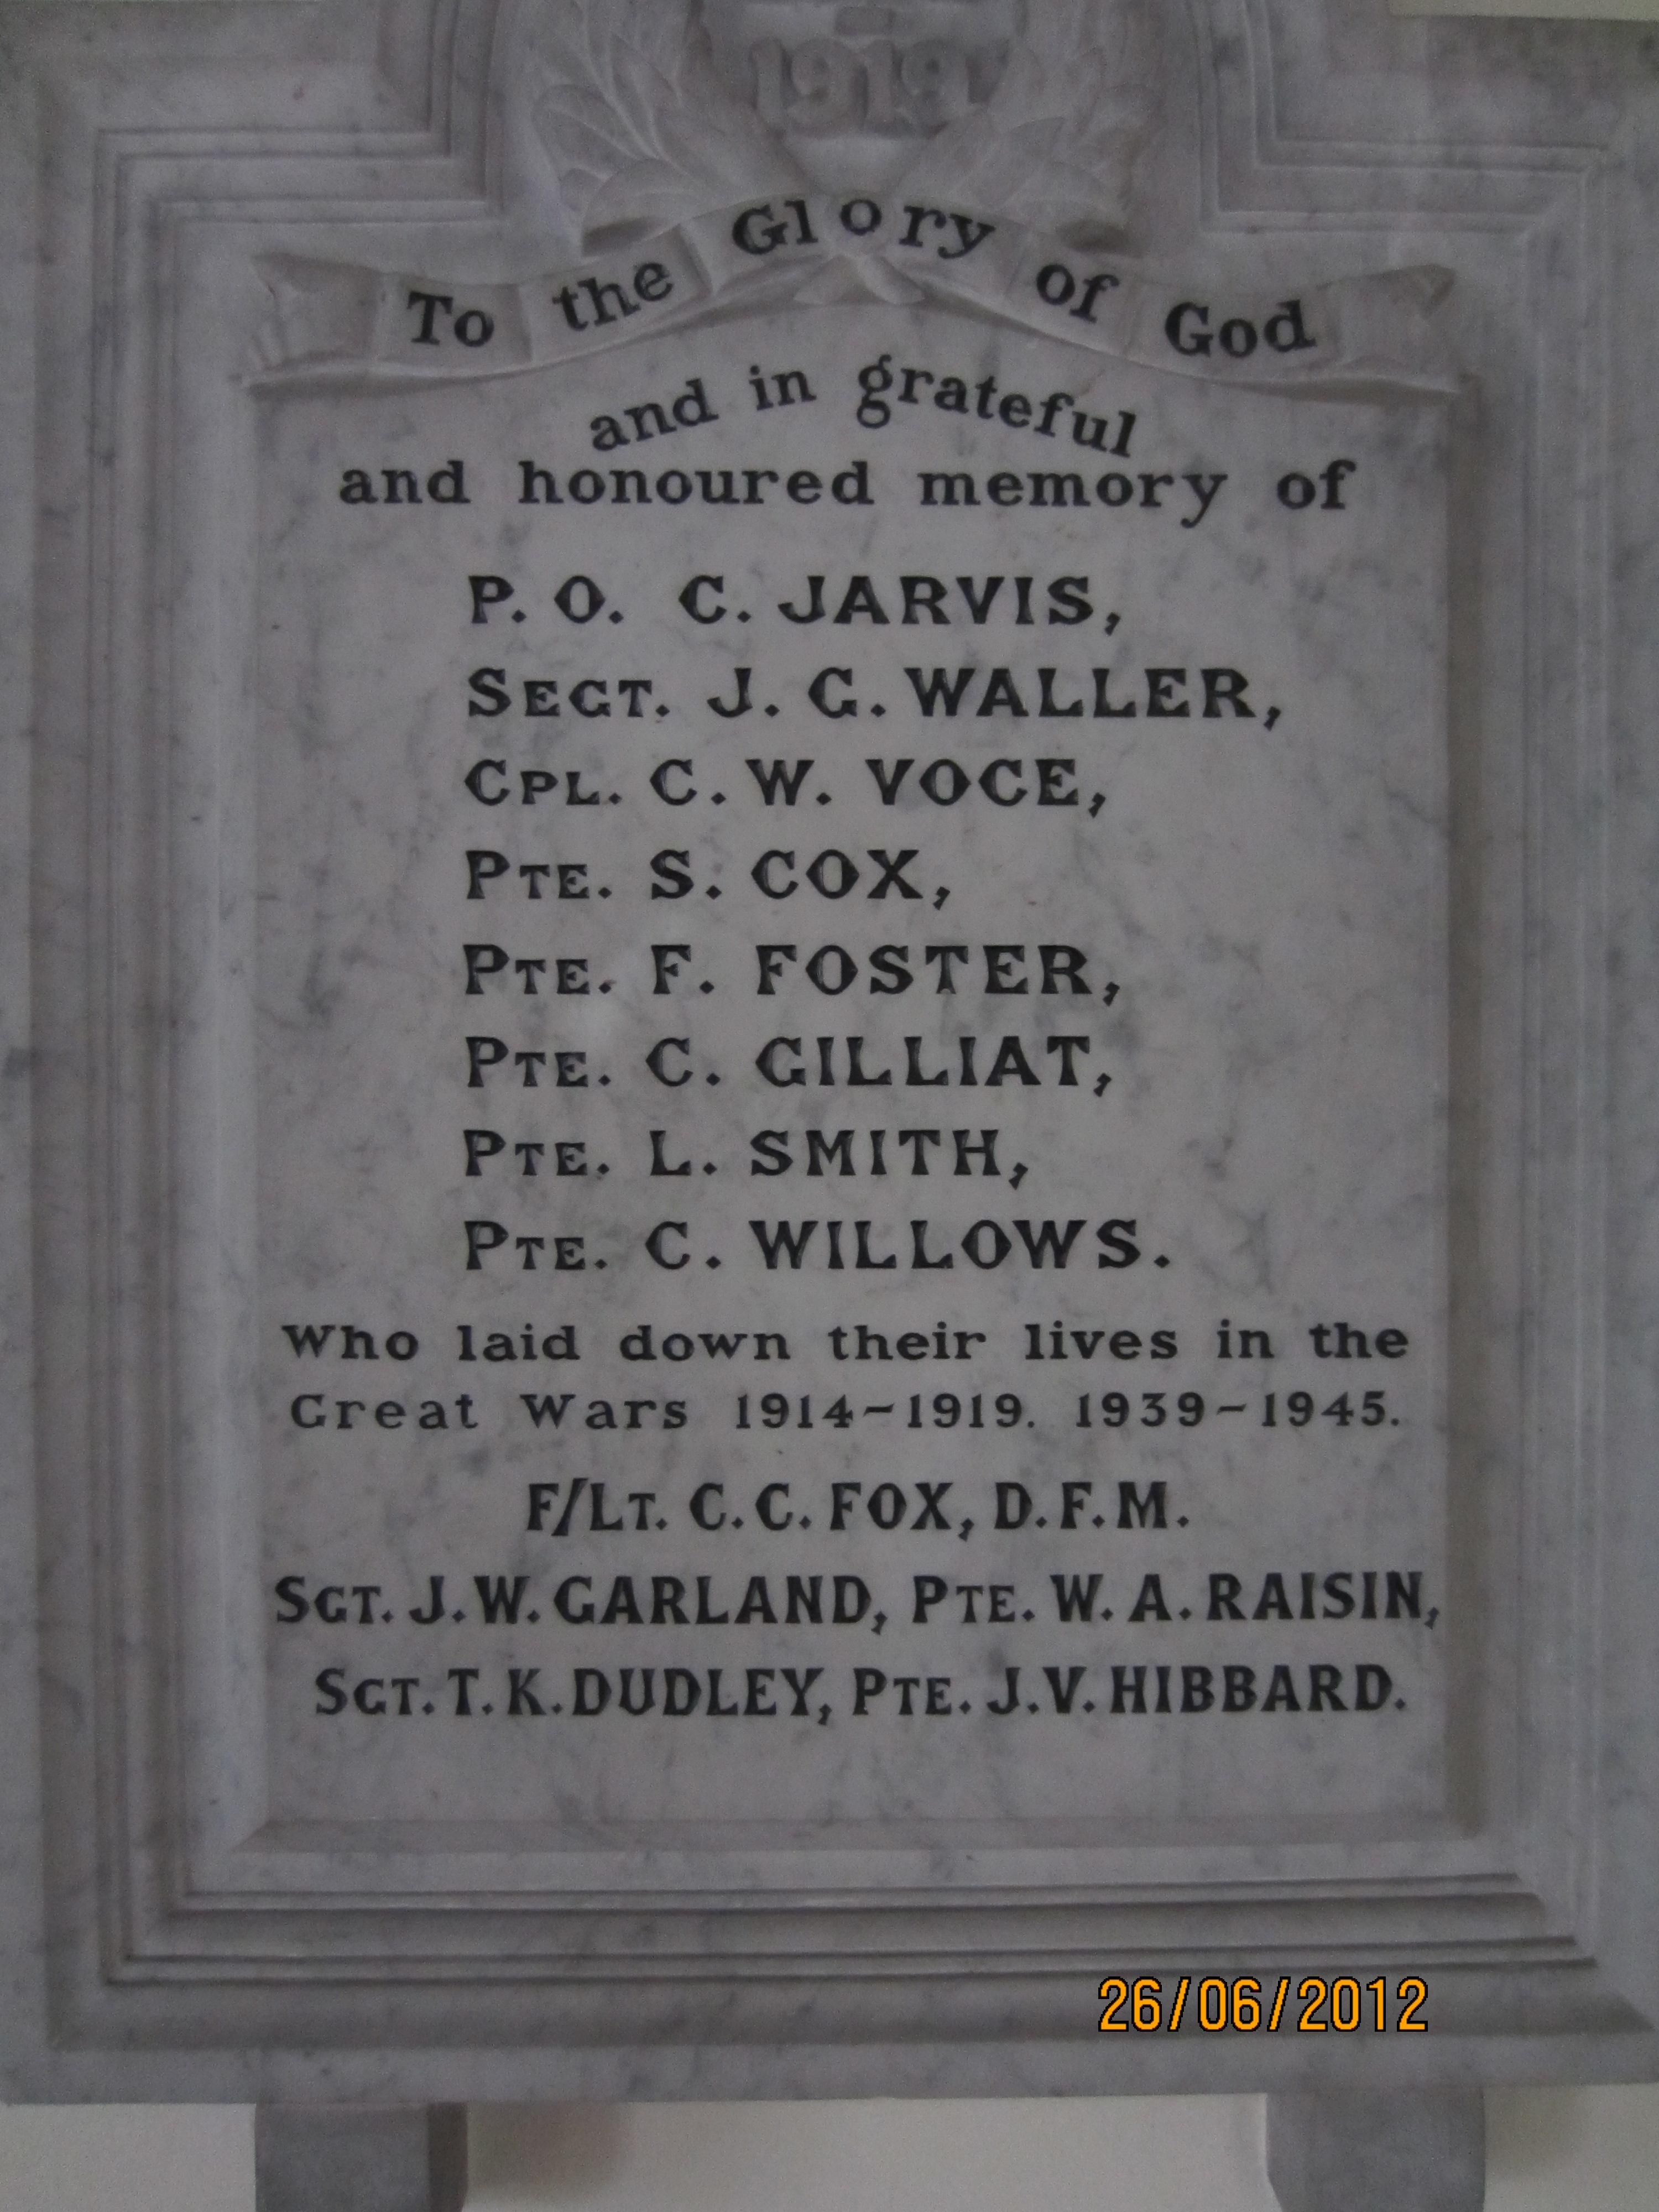 1919
To the Glory of God
and in grateful
and honoured memory of
P. O. C. JARVIS,
SEGT. J. G. WALLER,
CPL. C. W. VOCE,
PTE. S. COX,
PTE. F. FOSTER,
PTE. C. GILLIAT,
PTE. L. SMITH,
PTE. C. WILLOWS.
Who laid down their lives in the
Great Wars 1914-1919. 1939-1945.
F/LT. C. C. FOX, D. F. M.
SGT. J. W. GARLAND, PTE. W. A. RAISIN,
SGT. T. K. DUDLEY, PTE. J. V. HIBBARD.
26/06/2012